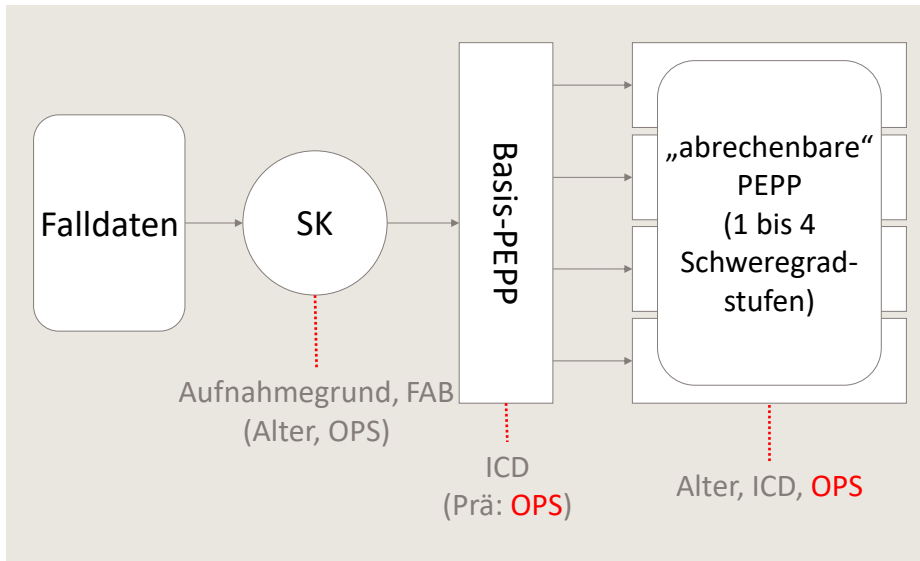 Falldaten
SK
Basis-PEPP
„abrechenbare“
PEPP
(1 bis 4
Schweregrad-
stufen)
Aufnahmegrund, FAB
(Alter, OPS)
ICD
(Prä: OPS)
Alter, ICD, OPS